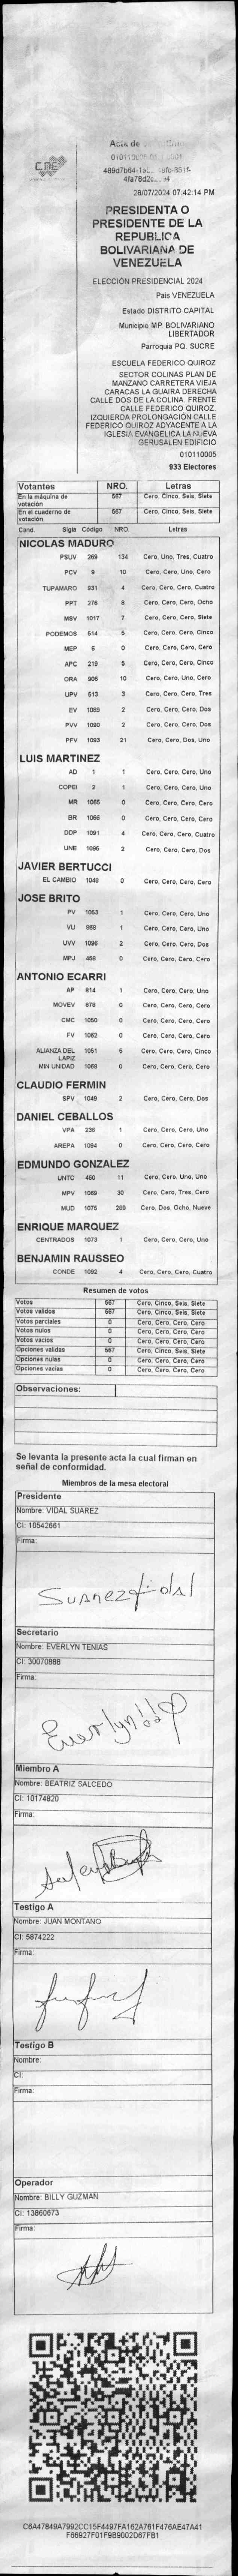 CNE
Acta de
28/07/2024 07:42:14 PM
PRESIDENTA O
PRESIDENTE DE LA
REPUBLICA
BOLIVARIANA DE
VENEZUELA
ELECCIÓN PRESIDENCIAL 2024
Pais VENEZUELA
Estado DISTRITO CAPITAL
Municipio MP. BOLIVARIANO
LIBERTADOR
Parroquia PQ. SUCRE
ESCUELA FEDERICO QUIROZ
SECTOR COLINAS PLAN DE
MANZANO CARRETERA VIEJA
CARACAS LA GUAIRA DERECHA
CALLE DOS DE LA COLINA. FRENTE
CALLE FEDERICO QUIROZ.
IZQUIERDA PROLONGACIÓN CALLE
FEDERICO QUIROZ ADYACENTE A LA
IGLESIA EVANGELICA LA NUEVA
GERUSALEN EDIFICIO
010110005
933 Electores
Votantes NRO. Letras
En la máquina de votación 567 Cero, Cinco, Seis, Siete
En el cuaderno de votación 567 Cero, Cinco, Seis, Siete
Cand. Sigla Código NRO. Letras
NICOLAS MADURO
PSUV 269 134 Cero, Uno, Tres, Cuatro
PCV 9 10 Cero, Cero, Uno, Cero
TUPAMARO 931 4 Cero, Cero, Cero, Cuatro
PPT 276 8 Cero, Cero, Cero, Ocho
MSV 1017 7 Cero, Cero, Cero, Siete
PODEMOS 514 5 Cero, Cero, Cero, Cinco
MEP 6 0 Cero, Cero, Cero, Cero
APC 219 5 Cero, Cero, Cero, Cinco
ORA 906 10 Cero, Cero, Uno, Cero
UPV 513 3 Cero, Cero, Cero, Tres
EV 1089 2 Cero, Cero, Cero, Dos
PVV 1090 2 Cero, Cero, Cero, Dos
PFV 1093 21 Cero, Cero, Dos, Uno
LUIS MARTINEZ
AD 1 1 Cero, Cero, Cero, Uno
COPEI 2 1 Cero, Cero, Cero, Uno
MR 1065 0 Cero, Cero, Cero, Cero
BR 1066 0 Cero, Cero, Cero, Cero
DDP 1091 4 Cero, Cero, Cero, Cuatro
UNE 1095 2 Cero, Cero, Cero, Dos
JAVIER BERTUCCI
EL CAMBIO 1048 0 Cero, Cero, Cero, Cero
JOSE BRITO
PV 1053 1 Cero, Cero, Cero, Uno
VU 968 1 Cero, Cero, Cero, Uno
UVV 1096 2 Cero, Cero, Cero, Dos
MPJ 458 0 Cero, Cero, Cero, Cero
ANTONIO ECARRI
AP 814 1 Cero, Cero, Cero, Uno
MOVEV 978 0 Cero, Cero, Cero, Cero
CMC 1050 0 Cero, Cero, Cero, Cero
FV 1062 0 Cero, Cero, Cero, Cero
ALIANZA DEL LAPIZ 1051 5 Cero, Cero, Cero, Cinco
MIN UNIDAD 1068 0 Cero, Cero, Cero, Cero
CLAUDIO FERMIN
SPV 1049 2 Cero, Cero, Cero, Dos
DANIEL CEBALLOS
VPA 236 1 Cero, Cero, Cero, Uno
AREPA 1094 0 Cero, Cero, Cero, Cero
EDMUNDO GONZALEZ
UNTC 460 11 Cero, Cero, Uno, Uno
MPV 1069 30 Cero, Cero, Tres, Cero
MUD 1075 289 Cero, Dos, Ocho, Nueve
ENRIQUE MARQUEZ
CENTRADOS 1073 1 Cero, Cero, Cero, Uno
BENJAMIN RAUSSEO
CONDE 1092 4 Cero, Cero, Cero, Cuatro
Resumen de votos
Votos 567 Cero, Cinco, Seis, Siete
Votos validos 567 Cero, Cinco, Seis, Siete
Votos parciales 0 Cero, Cero, Cero, Cero
Votos nulos 0 Cero, Cero, Cero, Cero
Votos vacios 0 Cero, Cero, Cero, Cero
Opciones validas 567 Cero, Cinco, Seis, Siete
Opciones nulas 0 Cero, Cero, Cero, Cero
Opciones vacias 0 Cero, Cero, Cero, Cero
Observaciones:
Se levanta la presente acta la cual firman en
señal de conformidad.
Miembros de la mesa electoral
Presidente
Nombre: VIDAL SUAREZ
CI: 10542661
Firma:
Suarez Vidal
Secretario
Nombre: EVERLYN TENIAS
CI: 30070888
Firma:
Everlyn
Miembro A
Nombre: BEATRIZ SALCEDO
CI: 10174820
Firma:
Testigo A
Nombre: JUAN MONTANO
CI: 5874222
Firma:
Testigo B
Nombre:
CI:
Firma:
Operador
Nombre: BILLY GUZMAN
CI: 13860673
Firma:
C6A47849A7992CC15F4497FA162A761F476AE47A41
F66927F01F9B9002D67FB1